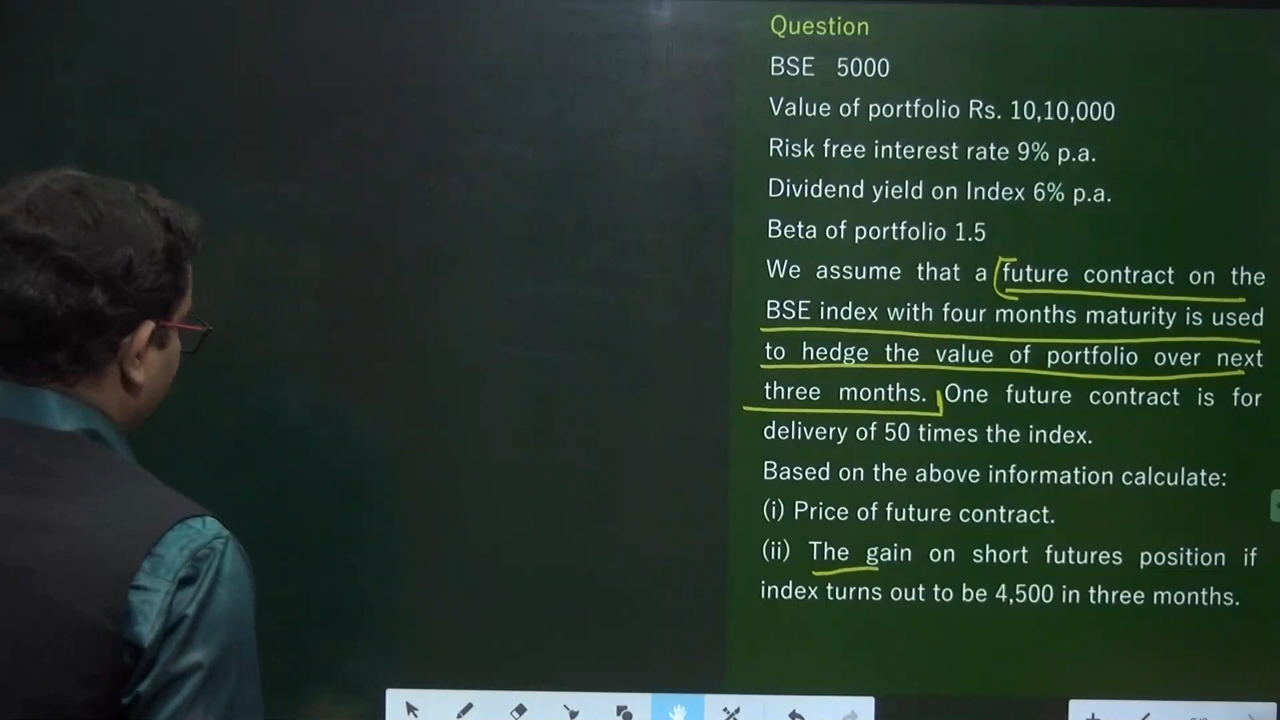 Question
BSE 5000
Value of portfolio Rs. 10,10,000
Risk free interest rate 9% p.a.
Dividend yield on Index 6% p.a.
Beta of portfolio 1.5
We assume that a future contract on the
BSE index with four months maturity is used
to hedge the value of portfolio over next
three months. One future contract is for
delivery of 50 times the index.
Based on the above information calculate:
(i) Price of future contract.
(ii) The gain on short futures position if
index turns out to be 4,500 in three months.